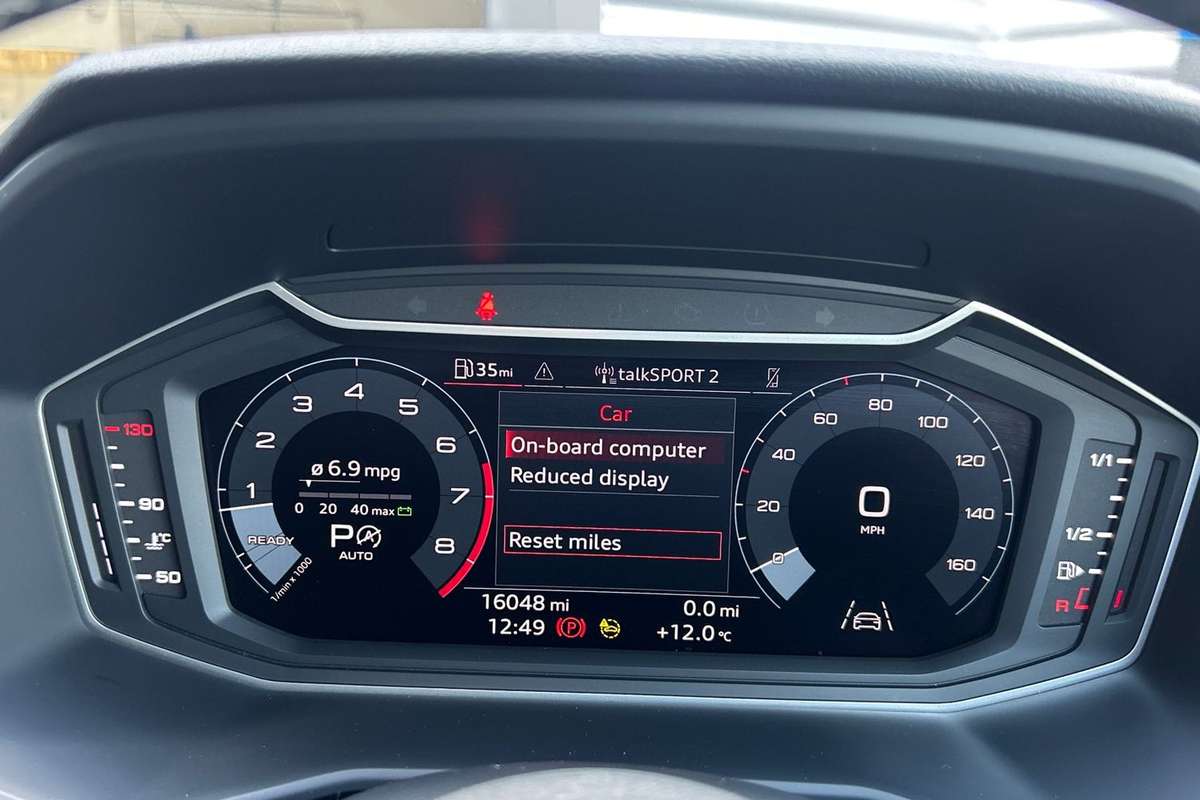 35mi
talkSPORT 2
Car
On-board computer
Reduced display
Reset miles
16048 mi
0.0 mi
12:49
P
+12.0°C
130
90
°C
50
1
2
3
4
5
6
7
8
ø 6.9 mpg
0 20 40 max
P A
AUTO
READY
1/min x 1000
0
20
40
60
80
100
120
140
160
0
MPH
1/1
1/2
R